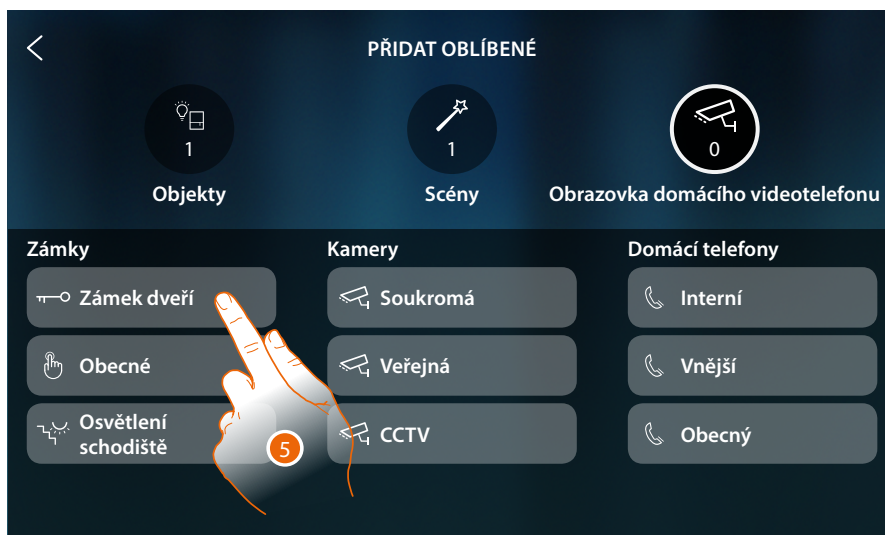 PŘIDAT OBLÍBENÉ
1
1
0
Objekty
Scény
Obrazovka domácího videotelefonu
Zámky
Kamery
Domácí telefony
Zámek dveří
Soukromá
Interní
Obecné
Veřejná
Vnější
Osvětlení
schodiště
CCTV
Obecný
5